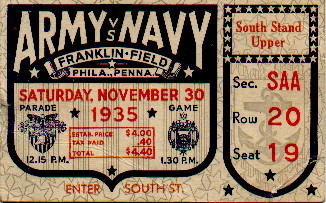 ARMY VS NAVY
FRANKLIN • FIELD
PHILA., PENNA.
SATURDAY, NOVEMBER 30
PARADE
1935
GAME
ESTAB. PRICE $4.00
TAX PAID .40
TOTAL $4.40
12.15 P.M.
1.30 P.M.
ENTER SOUTH ST.
South Stand
Upper
Sec. SAA
Row 20
Seat 19